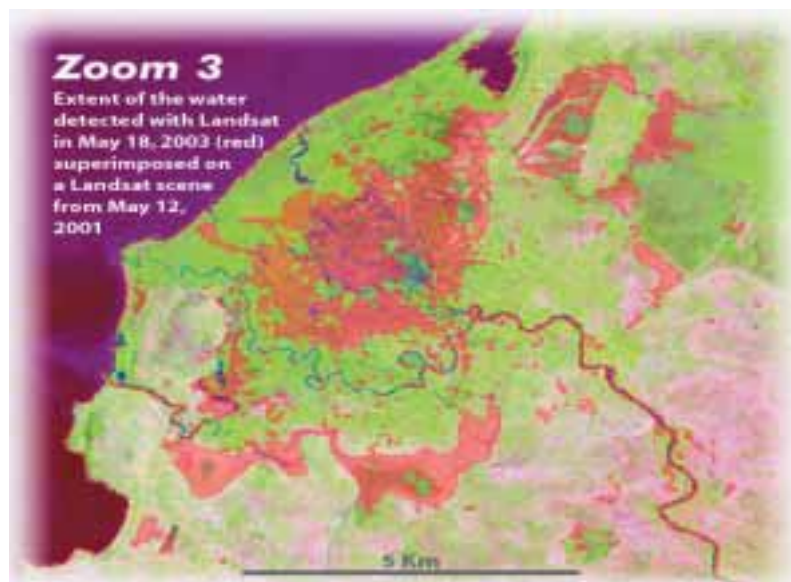 Zoom 3
Extent of the water
detected with Landsat
in May 18, 2003 (red)
superimposed on
a Landsat scene
from May 12,
2001
5 Km